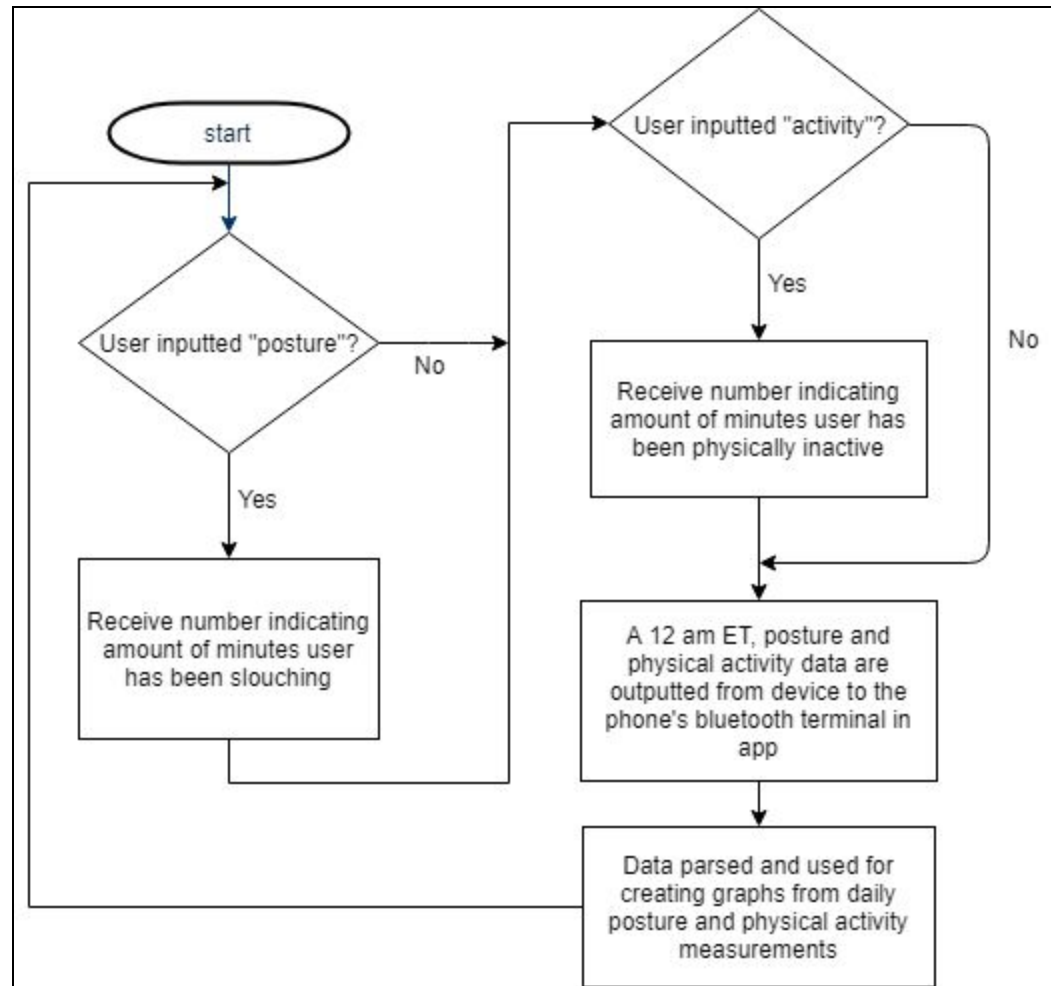 start
User inputted "posture"?
No
Yes
Receive number indicating
amount of minutes user
has been slouching
User inputted "activity"?
Yes
No
Receive number indicating
amount of minutes user has
been physically inactive
A 12 am ET, posture and
physical activity data are
outputted from device to the
phone's bluetooth terminal in
app
Data parsed and used for
creating graphs from daily
posture and physical activity
measurements